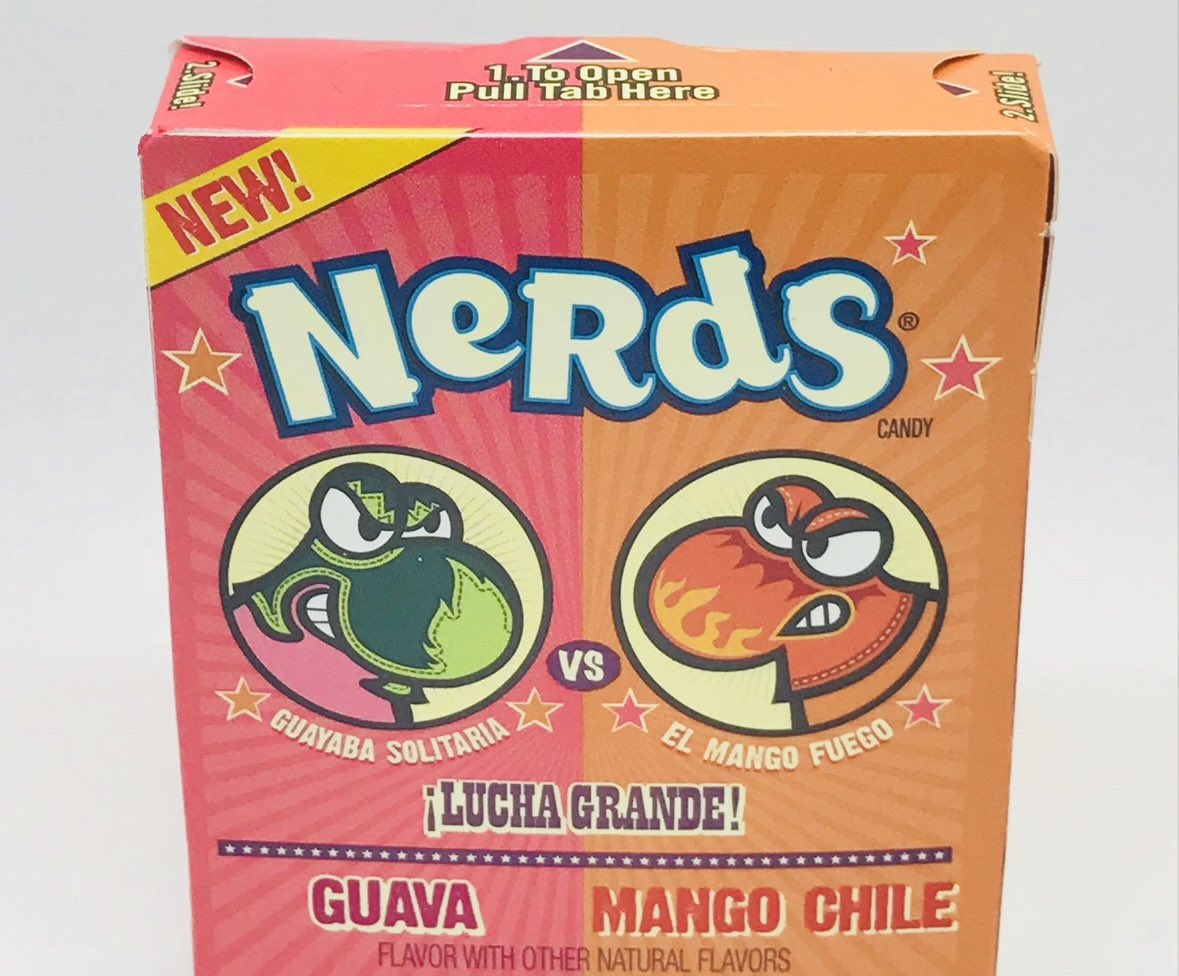 1. To Open
Pull Tab Here
2. Slide!
2. Slide!
NEW!
NeRdS®
CANDY
VS
GUAYABA SOLITARIA
EL MANGO FUEGO
¡LUCHA GRANDE!
GUAVA
MANGO CHILE
FLAVOR WITH OTHER NATURAL FLAVORS